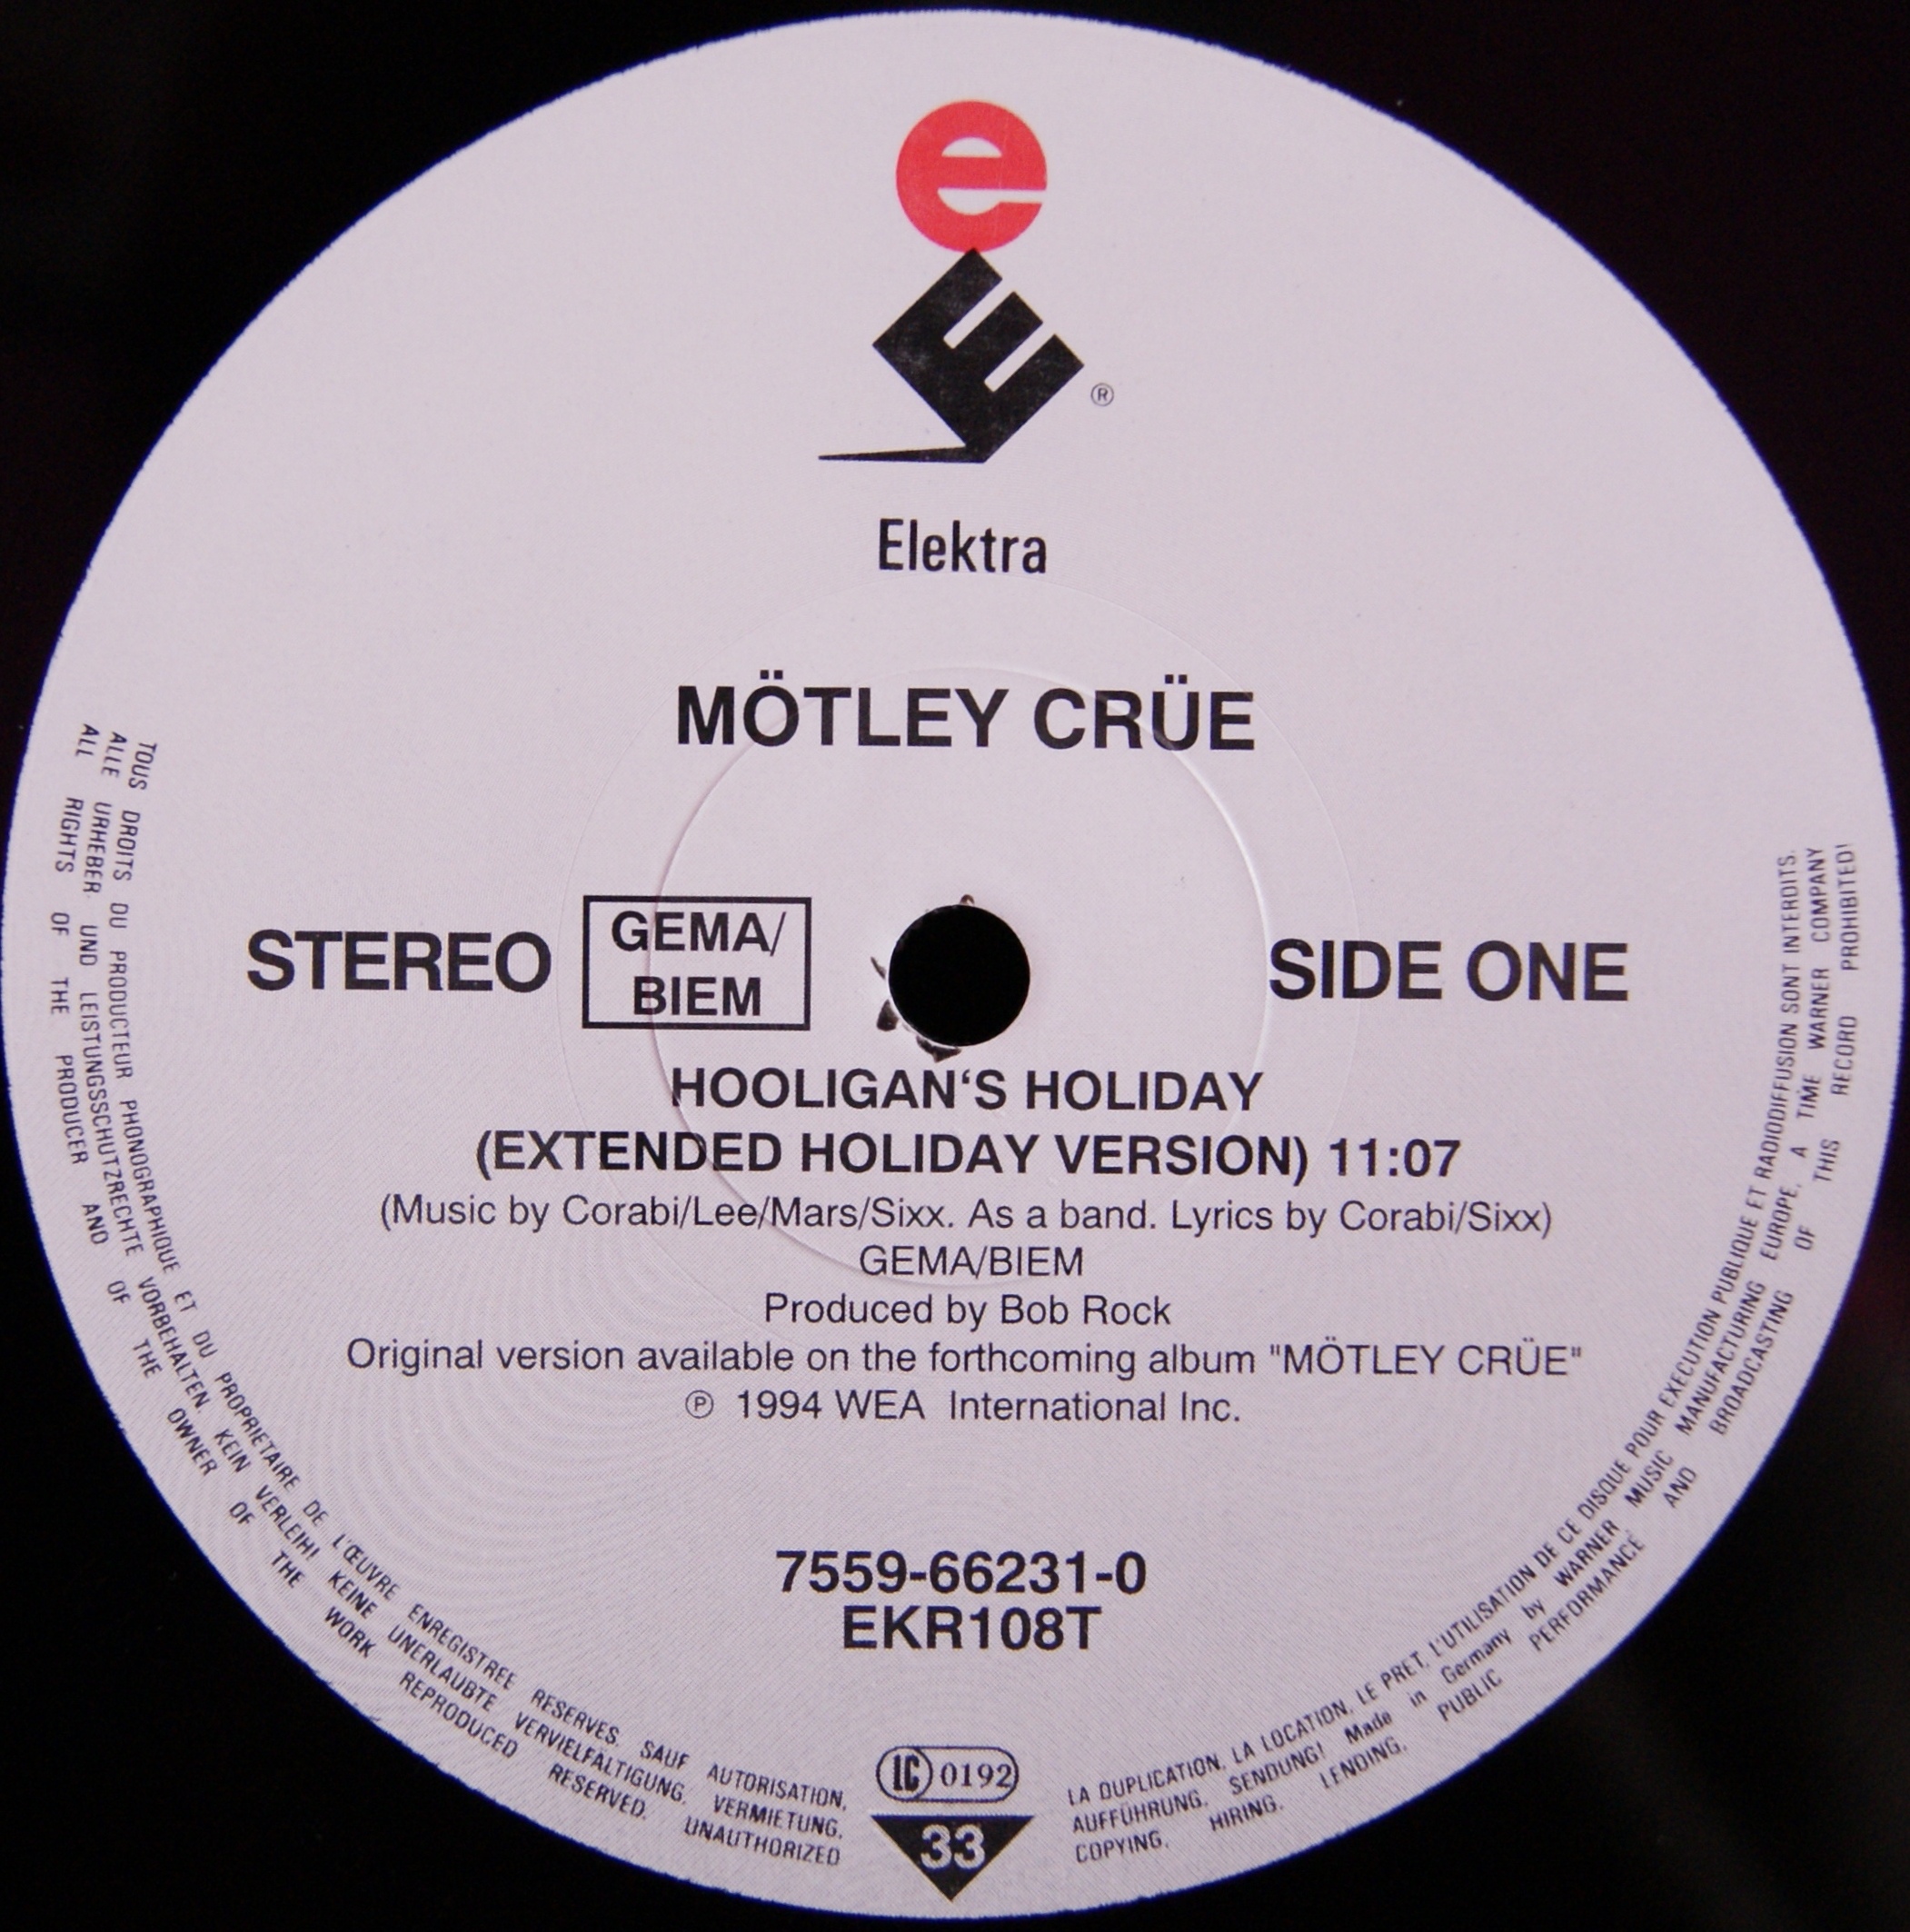 e
E
®
Elektra
MÖTLEY CRÜE
STEREO
GEMA/
BIEM
SIDE ONE
HOOLIGAN‘S HOLIDAY
(EXTENDED HOLIDAY VERSION) 11:07
(Music by Corabi/Lee/Mars/Sixx. As a band. Lyrics by Corabi/Sixx)
GEMA/BIEM
Produced by Bob Rock
Original version available on the forthcoming album "MÖTLEY CRÜE"
℗ 1994 WEA International Inc.
7559-66231-0
EKR108T
LC 0192
33
TOUS DROITS DU PRODUCTEUR PHONOGRAPHIQUE ET DU PROPRIETAIRE DE L'ŒUVRE ENREGISTREE RESERVES. SAUF AUTORISATION, LA DUPLICATION, LA LOCATION, LE PRET, L'UTILISATION DE CE DISQUE POUR EXECUTION PUBLIQUE ET RADIODIFFUSION SONT INTERDITS.
ALLE URHEBER- UND LEISTUNGSSCHUTZRECHTE VORBEHALTEN. KEIN VERLEIH! KEINE UNERLAUBTE VERVIELFÄLTIGUNG, VERMIETUNG, AUFFÜHRUNG, SENDUNG! Made in Germany by WARNER MUSIC MANUFACTURING EUROPE, A TIME WARNER COMPANY
ALL RIGHTS OF THE PRODUCER AND OF THE OWNER OF THE WORK REPRODUCED RESERVED. UNAUTHORIZED COPYING, HIRING, LENDING, PUBLIC PERFORMANCE AND BROADCASTING OF THIS RECORD PROHIBITED!